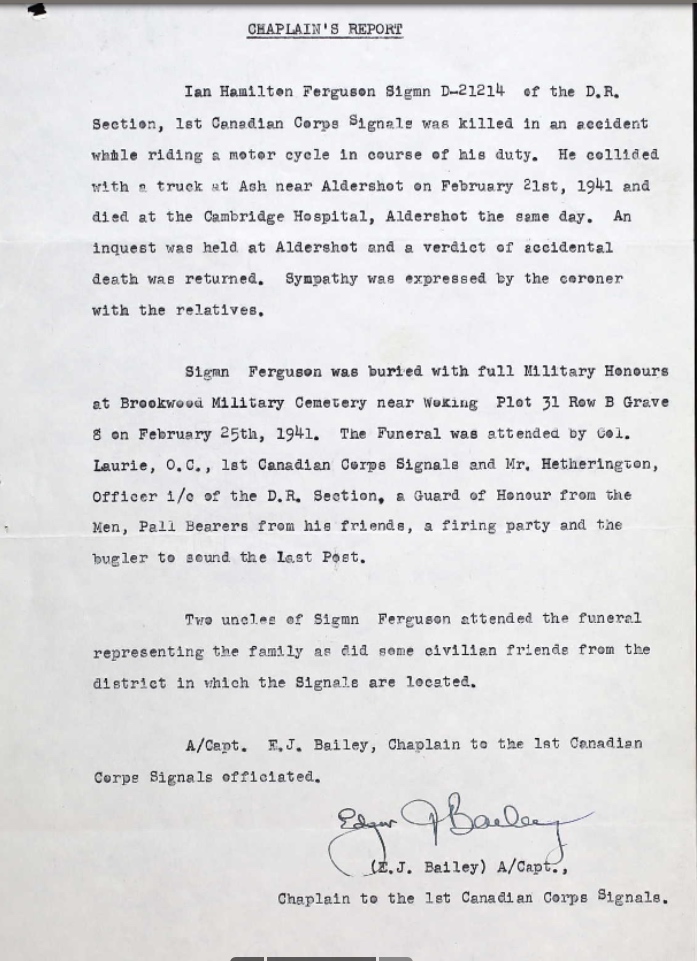 CHAPLAIN'S REPORT
Ian Hamilton Ferguson Sigmn D-21214 of the D.R.
Section, 1st Canadian Corps Signals was killed in an accident
while riding a motor cycle in course of his duty. He collided
with a truck at Ash near Aldershot on February 21st, 1941 and
died at the Cambridge Hospital, Aldershot the same day. An
inquest was held at Aldershot and a verdict of accidental
death was returned. Sympathy was expressed by the coroner
with the relatives.
Sigmn Ferguson was buried with full Military Honours
at Brookwood Military Cemetery near Woking Plot 31 Row B Grave
8 on February 25th, 1941. The Funeral was attended by Col.
Laurie, O.C., 1st Canadian Corps Signals and Mr. Hetherington,
Officer i/c of the D.R. Section, a Guard of Honour from the
Men, Pall Bearers from his friends, a firing party and the
bugler to sound the Last Post.
Two uncles of Sigmn Ferguson attended the funeral
representing the family as did some civilian friends from the
district in which the Signals are located.
A/Capt. E.J. Bailey, Chaplain to the 1st Canadian
Corps Signals officiated.
Edgar J Bailey
(E.J. Bailey) A/Capt.,
Chaplain to the 1st Canadian Corps Signals.